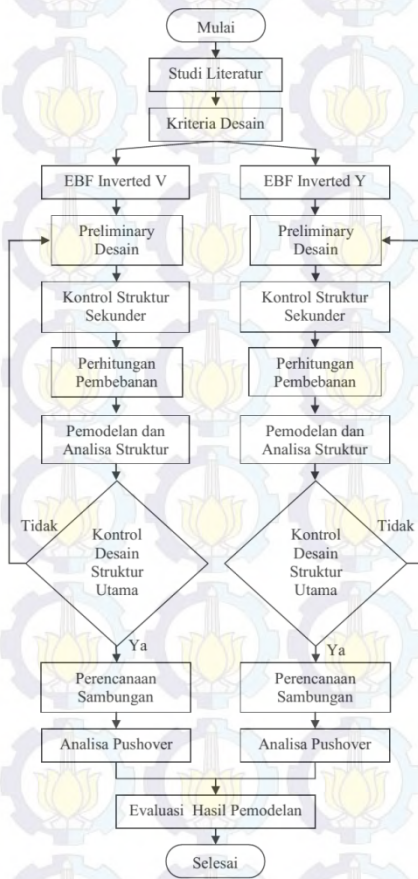 Mulai
Studi Literatur
Kriteria Desain
EBF Inverted V
EBF Inverted Y
Preliminary
Desain
Preliminary
Desain
Kontrol Struktur
Sekunder
Kontrol Struktur
Sekunder
Perhitungan
Pembebanan
Perhitungan
Pembebanan
Pemodelan dan
Analisa Struktur
Pemodelan dan
Analisa Struktur
Tidak
Kontrol
Desain
Struktur
Utama
Kontrol
Desain
Struktur
Utama
Tidak
Ya
Ya
Perencanaan
Sambungan
Perencanaan
Sambungan
Analisa Pushover
Analisa Pushover
Evaluasi Hasil Pemodelan
Selesai